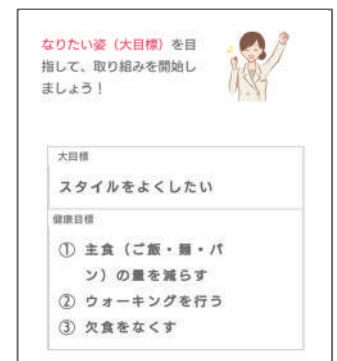 なりたい姿（大目標）を目
指して、取り組みを開始し
ましょう！
大目標
スタイルをよくしたい
健康目標
① 主食（ご飯・麺・パ
ン）の量を減らす
② ウォーキングを行う
③ 欠食をなくす